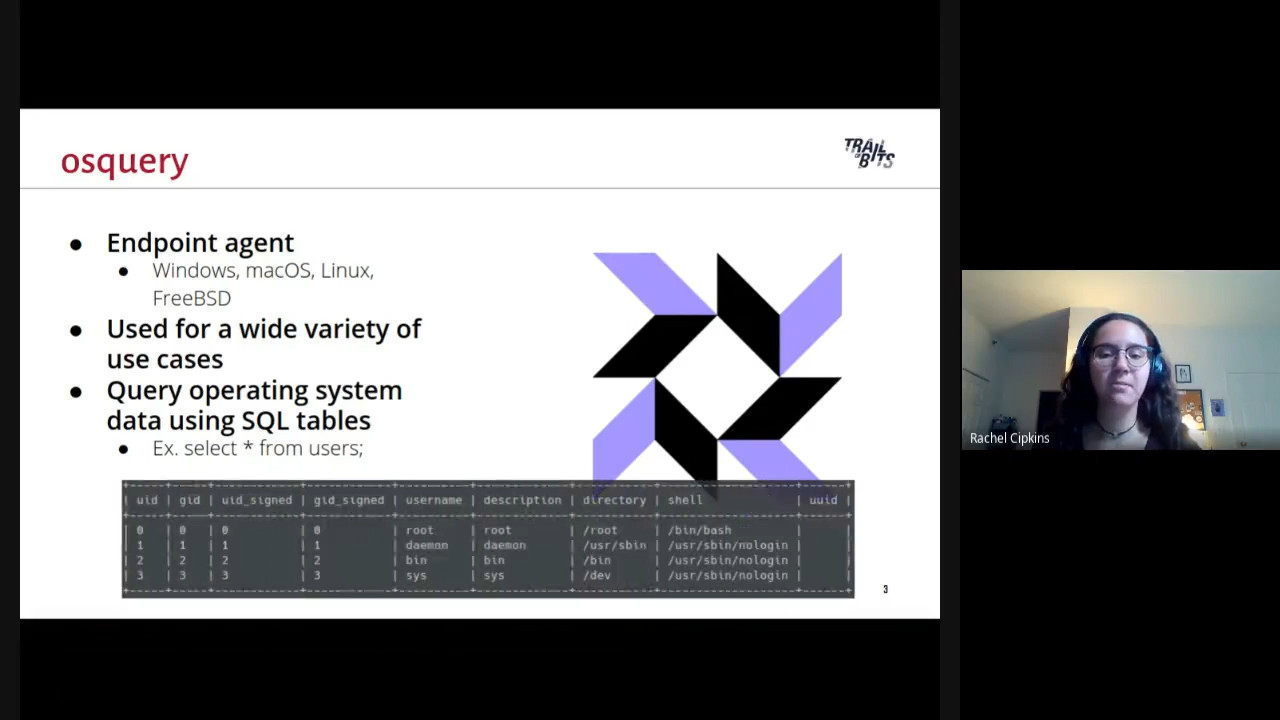 osquery
TRAIL
OF
BITS
● Endpoint agent
● Windows, macOS, Linux,
FreeBSD
● Used for a wide variety of
use cases
● Query operating system
data using SQL tables
● Ex. select * from users;
| uid | gid | uid_signed | gid_signed | username | description | directory | shell | uuid |
| 0 | 0 | 0 | 0 | root | root | /root | /bin/bash | |
| 1 | 1 | 1 | 1 | daemon | daemon | /usr/sbin | /usr/sbin/nologin | |
| 2 | 2 | 2 | 2 | bin | bin | /bin | /usr/sbin/nologin | |
| 3 | 3 | 3 | 3 | sys | sys | /dev | /usr/sbin/nologin | |
3
Rachel Cipkins